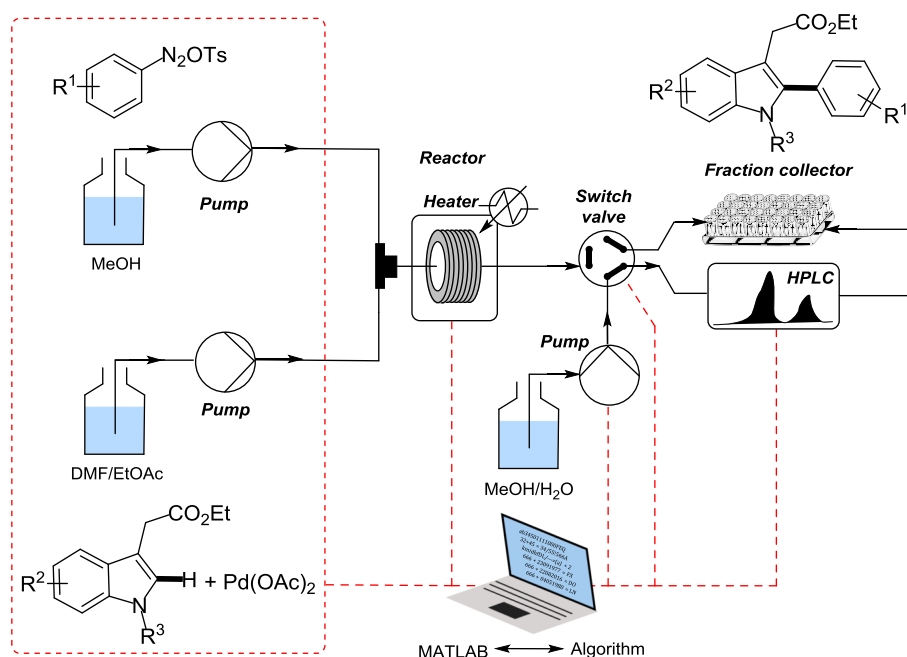 N2OTs
R1
Pump
MeOH
CO2Et
R2
N
R3
R1
Reactor
Heater
Switch
valve
Fraction collector
HPLC
Pump
DMF/EtOAc
Pump
MeOH/H2O
CO2Et
R2
H + Pd(OAc)2
N
R3
MATLAB
Algorithm